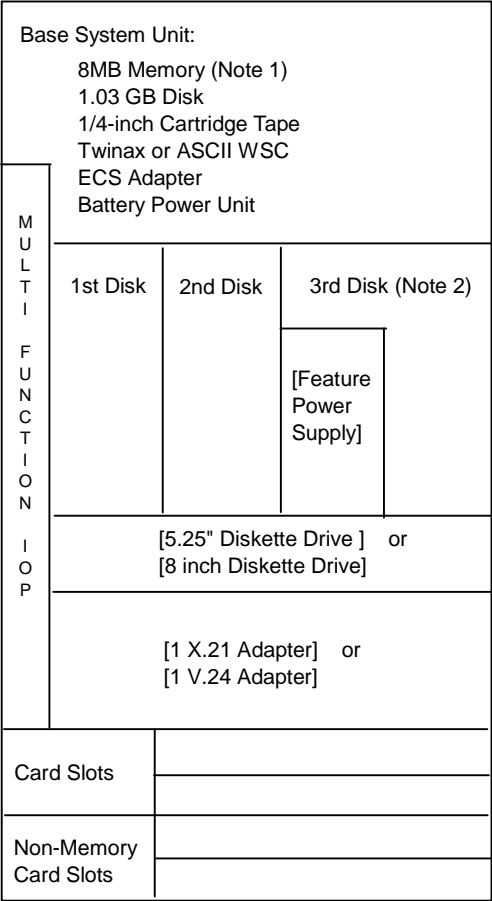 Base System Unit:
8MB Memory (Note 1)
1.03 GB Disk
1/4-inch Cartridge Tape
Twinax or ASCII WSC
ECS Adapter
Battery Power Unit
MULTI FUNCTION IOP
1st Disk
2nd Disk
3rd Disk (Note 2)
[Feature
Power
Supply]
[5.25" Diskette Drive ] or
[8 inch Diskette Drive]
[1 X.21 Adapter] or
[1 V.24 Adapter]
Card Slots
Non-Memory
Card Slots